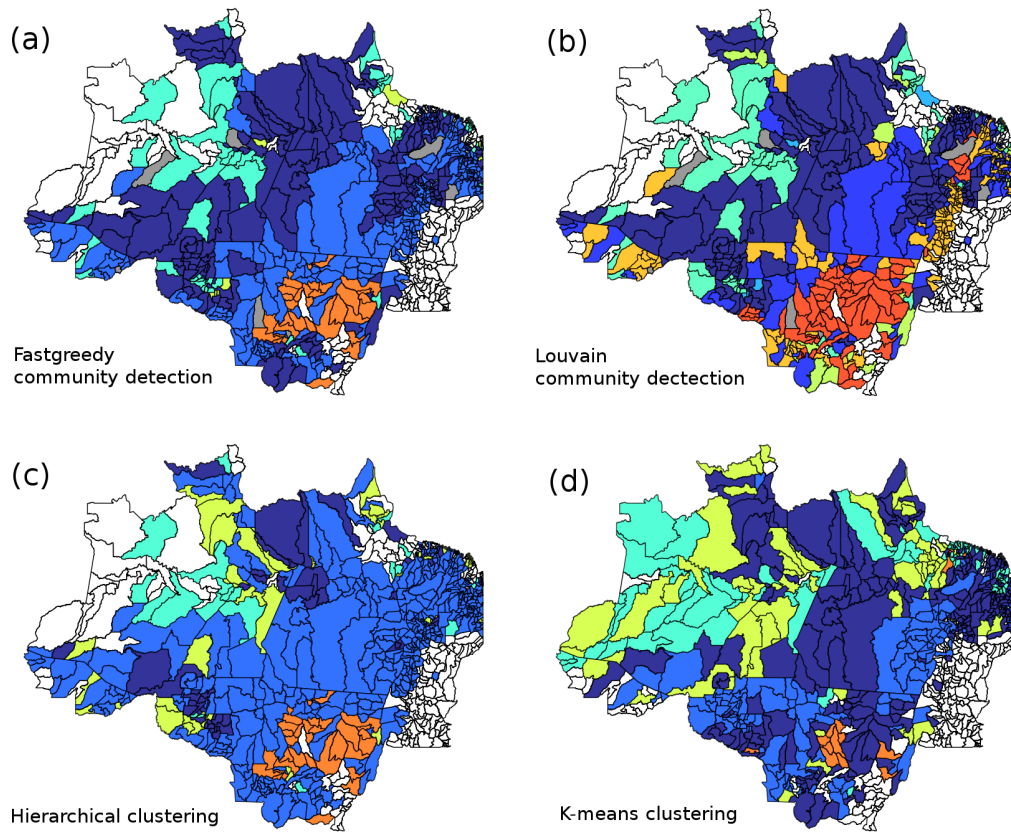 (a)
(b)
Fastgreedy
community detection
Louvain
community dectection
(c)
(d)
Hierarchical clustering
K-means clustering